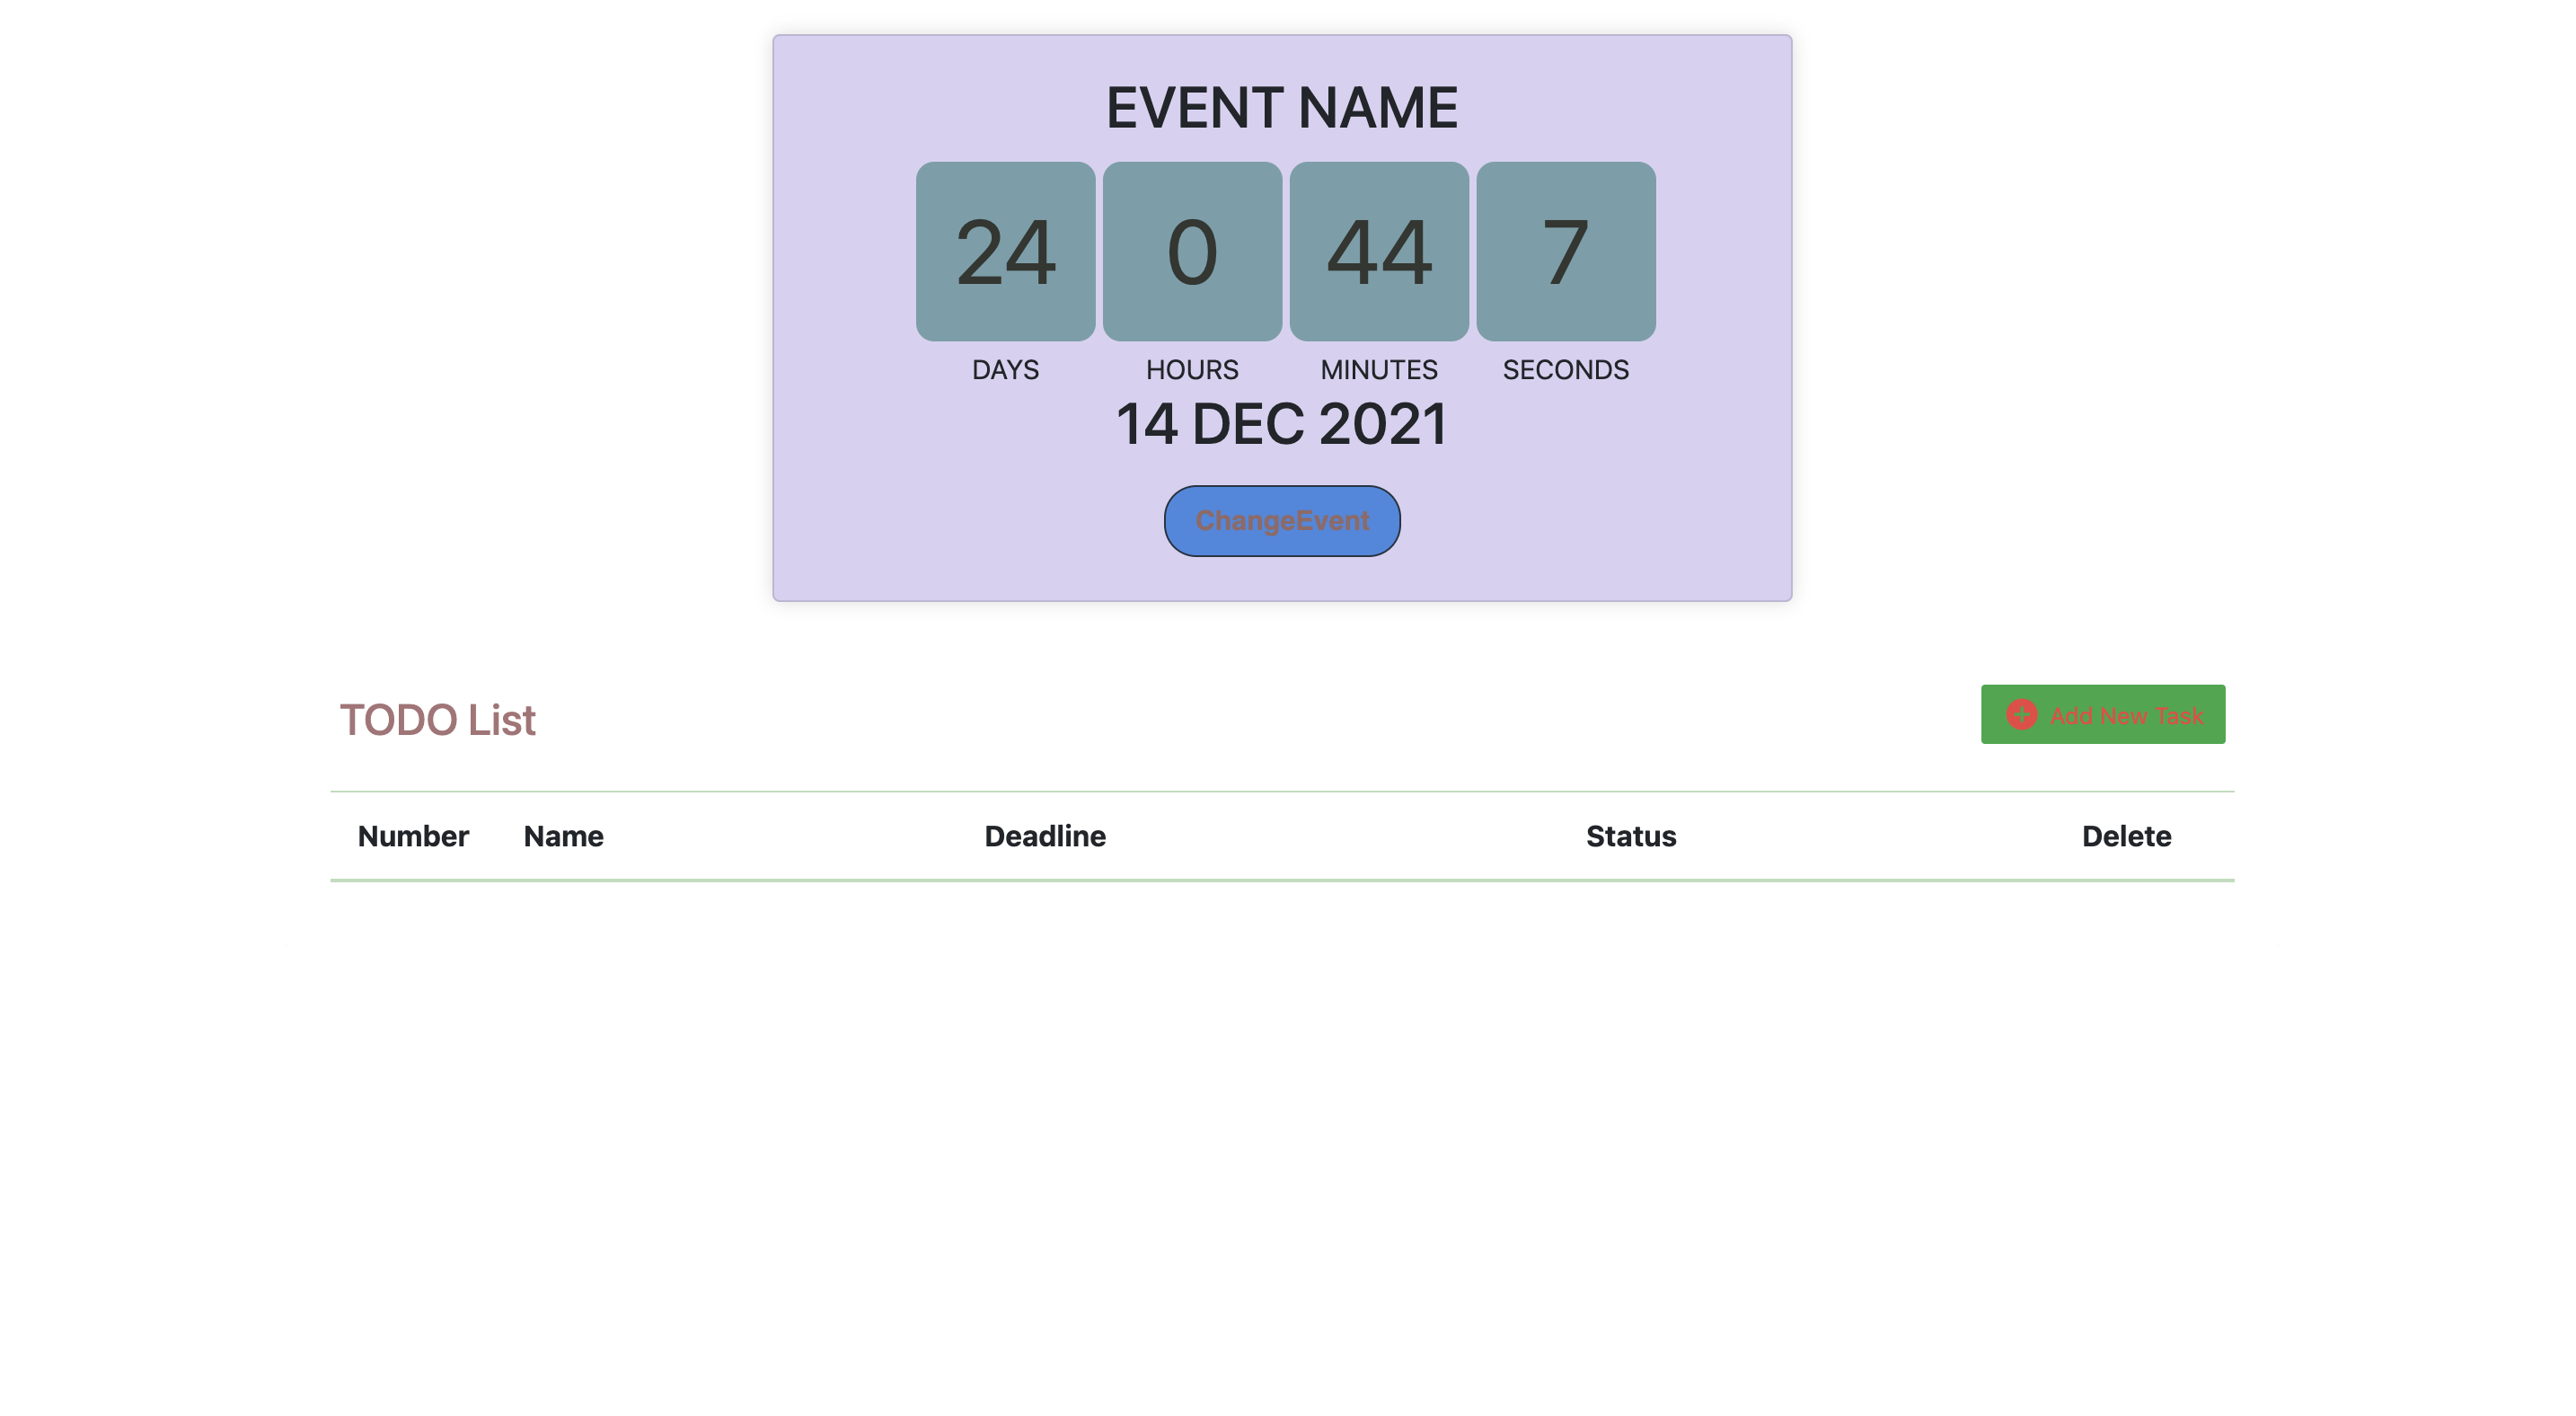 EVENT NAME
24 0 44 7
DAYS HOURS MINUTES SECONDS
14 DEC 2021
ChangeEvent
TODO List
Add New Task
Number Name Deadline Status Delete